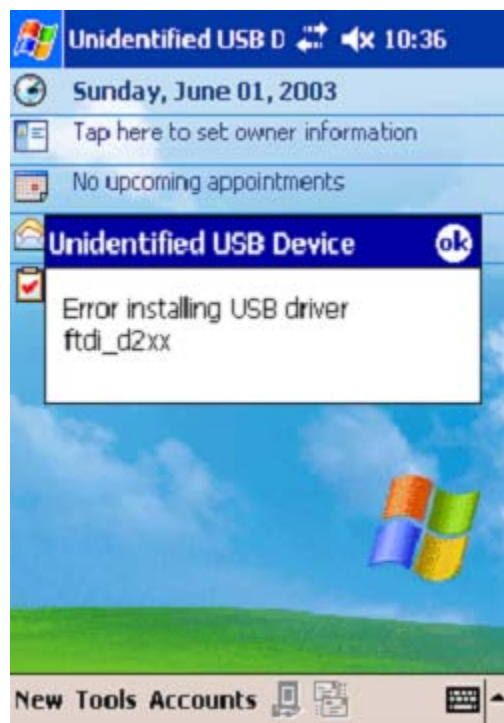 Unidentified USB D 10:36
Sunday, June 01, 2003
Tap here to set owner information
No upcoming appointments
Unidentified USB Device ok
Error installing USB driver
ftdi_d2xx
New Tools Accounts